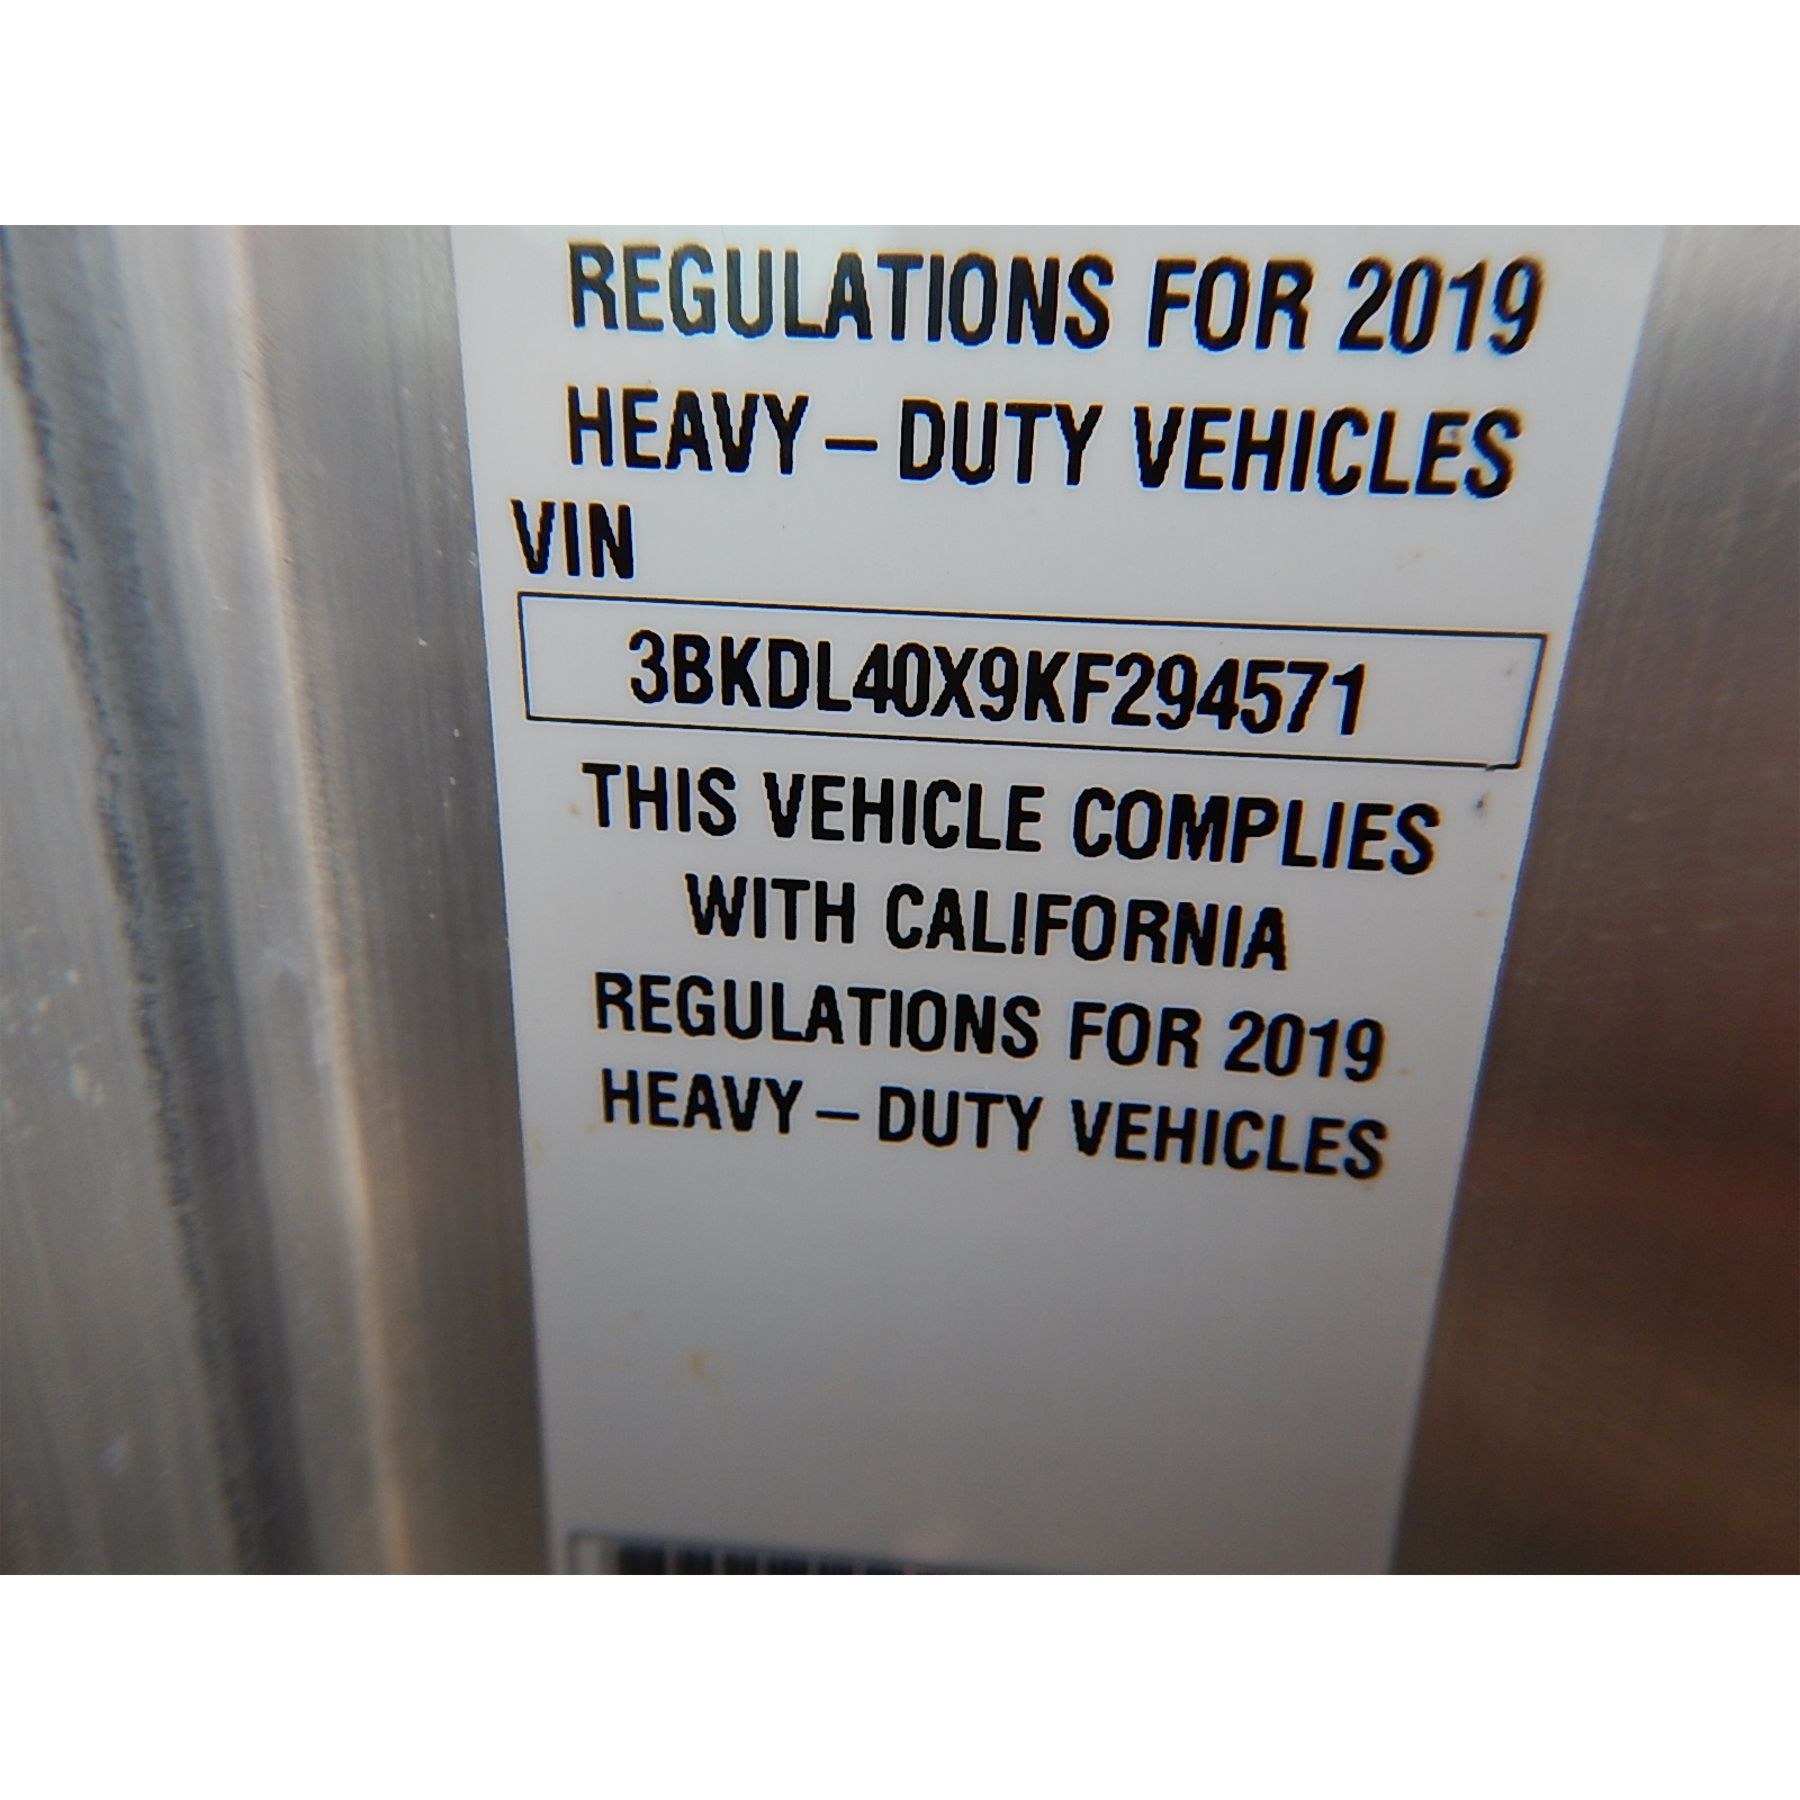 REGULATIONS FOR 2019
HEAVY – DUTY VEHICLES
VIN
3BKDL40X9KF294571
THIS VEHICLE COMPLIES
WITH CALIFORNIA
REGULATIONS FOR 2019
HEAVY – DUTY VEHICLES